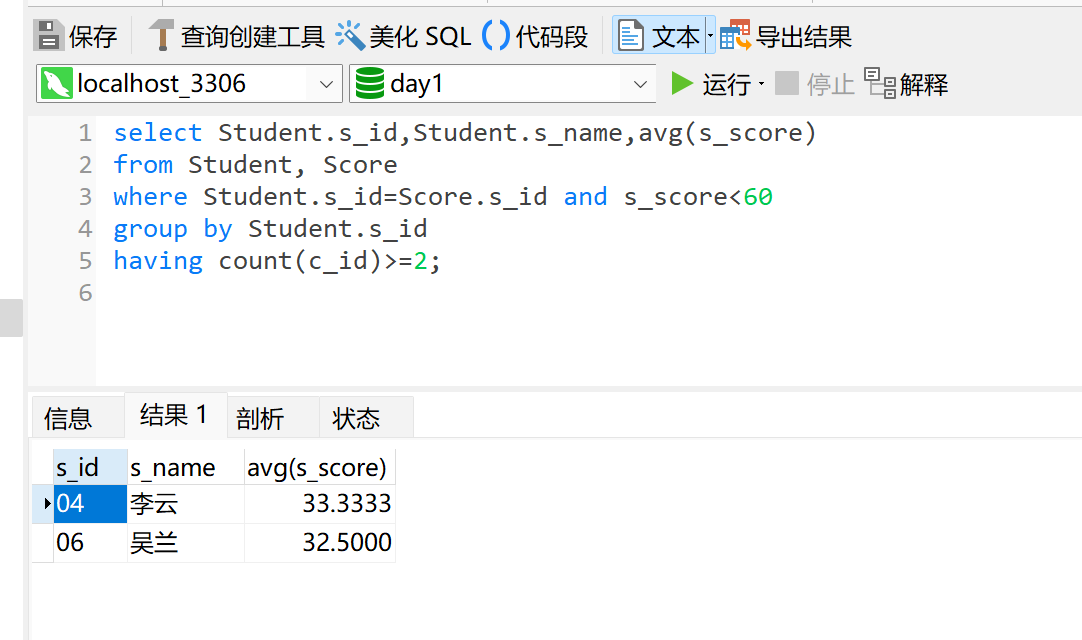 保存 查询创建工具 美化 SQL 代码段 文本 导出结果
localhost_3306 day1 运行 停止 解释
1 select Student.s_id,Student.s_name,avg(s_score)
2 from Student, Score
3 where Student.s_id=Score.s_id and s_score<60
4 group by Student.s_id
5 having count(c_id)>=2;
6
信息 结果 1 剖析 状态
s_id s_name avg(s_score)
04 李云 33.3333
06 吴兰 32.5000